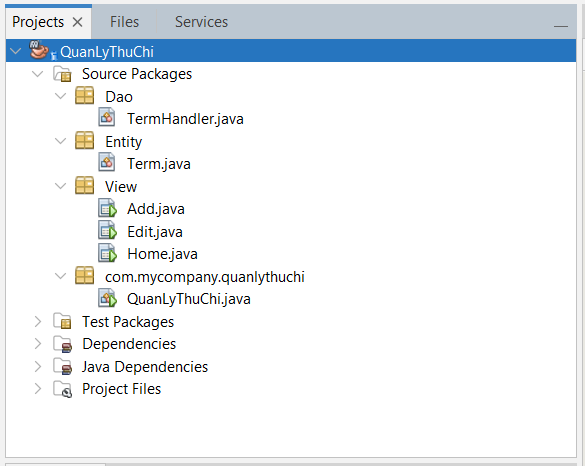 Projects Files Services
QuanLyThuChi
Source Packages
Dao
TermHandler.java
Entity
Term.java
View
Add.java
Edit.java
Home.java
com.mycompany.quanlythuchi
QuanLyThuChi.java
Test Packages
Dependencies
Java Dependencies
Project Files